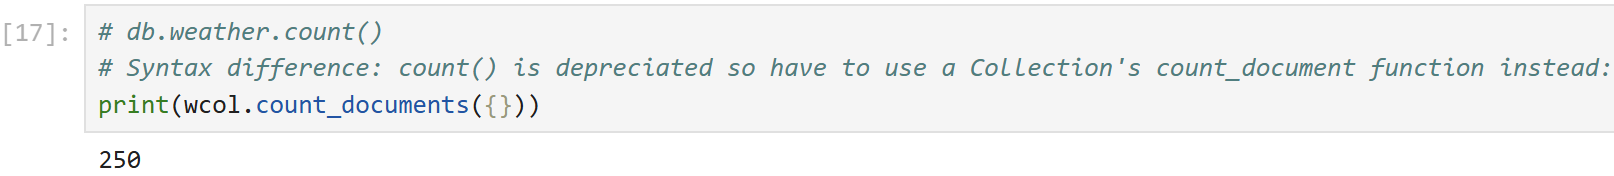 [17]: # db.weather.count()
# Syntax difference: count() is depreciated so have to use a Collection's count_document function instead:
print(wcol.count_documents({}))
250